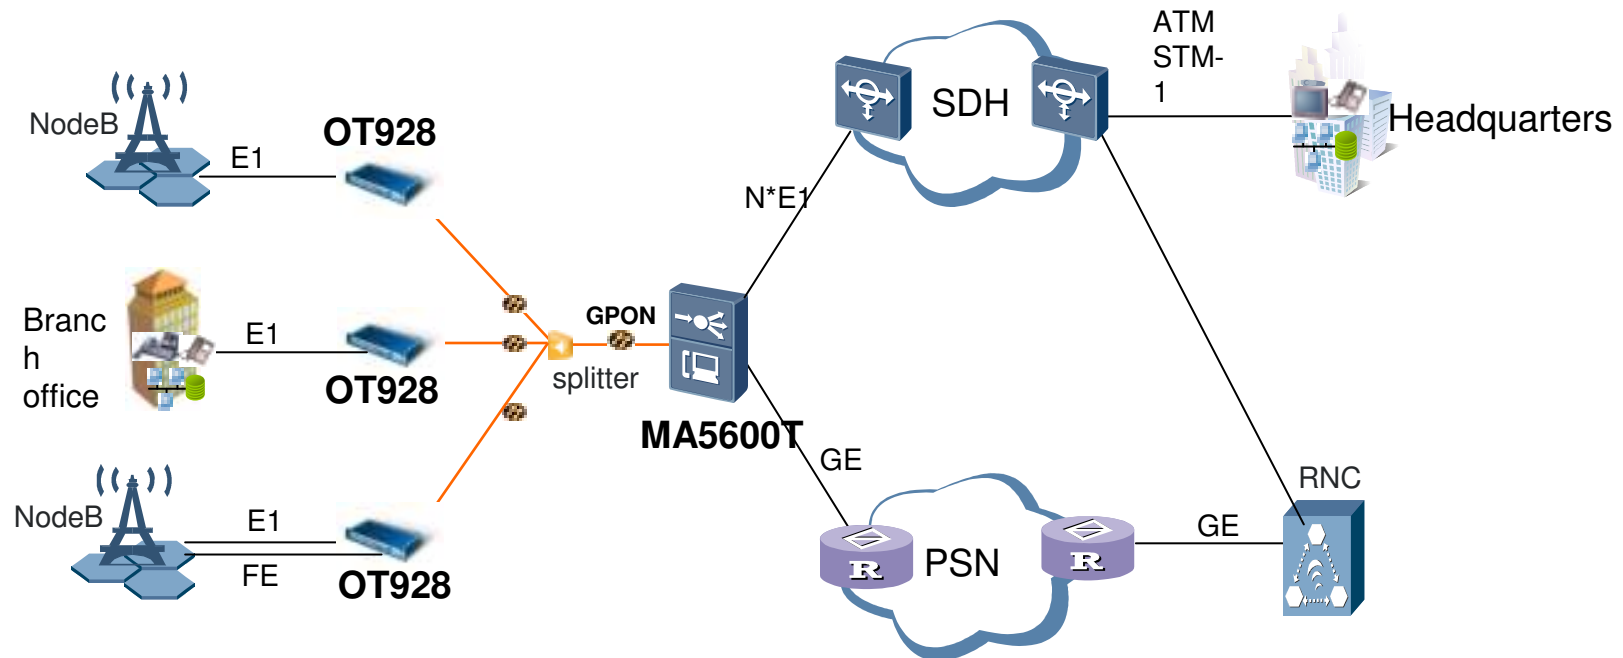 ATM
STM-
1
SDH
Headquarters
NodeB
OT928
E1
N*E1
GPON
Branc
h
office
E1
OT928
splitter
MA5600T
GE
RNC
NodeB
E1
FE
OT928
R
PSN
R
GE